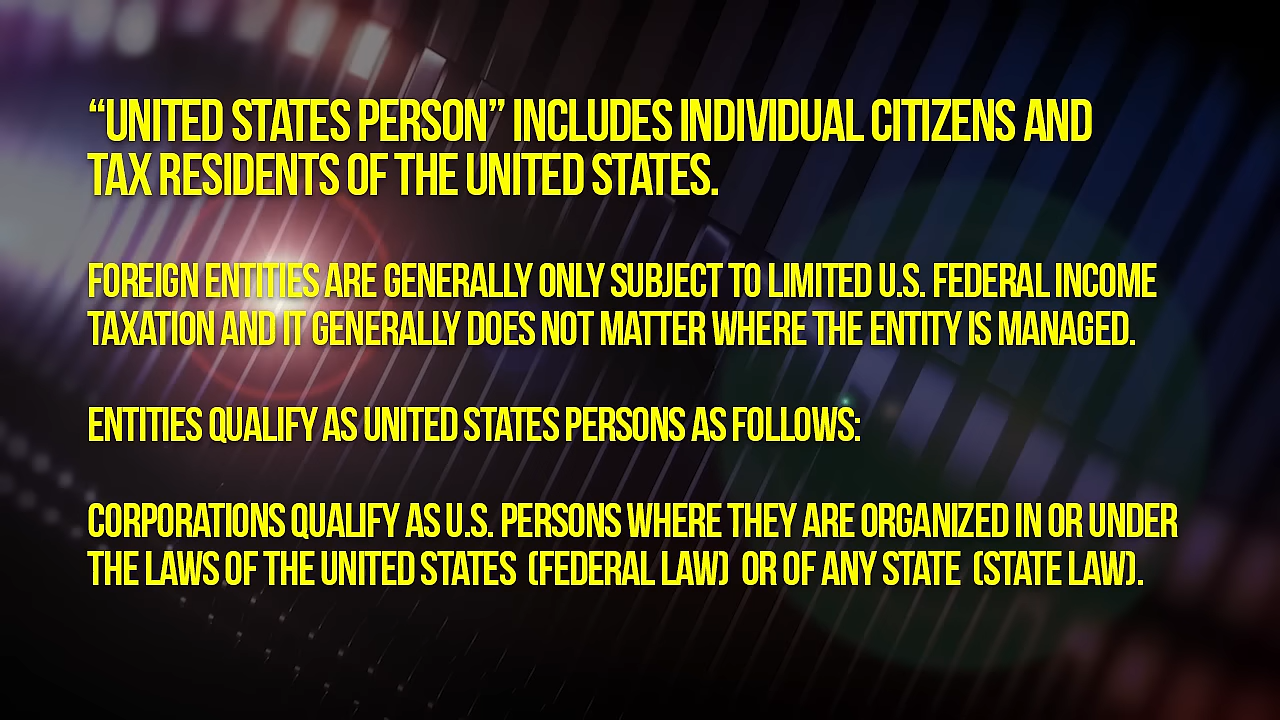 “UNITED STATES PERSON” INCLUDES INDIVIDUAL CITIZENS AND
TAX RESIDENTS OF THE UNITED STATES.
FOREIGN ENTITIES ARE GENERALLY ONLY SUBJECT TO LIMITED U.S. FEDERAL INCOME
TAXATION AND IT GENERALLY DOES NOT MATTER WHERE THE ENTITY IS MANAGED.
ENTITIES QUALIFY AS UNITED STATES PERSONS AS FOLLOWS:
CORPORATIONS QUALIFY AS U.S. PERSONS WHERE THEY ARE ORGANIZED IN OR UNDER
THE LAWS OF THE UNITED STATES (FEDERAL LAW) OR OF ANY STATE (STATE LAW).